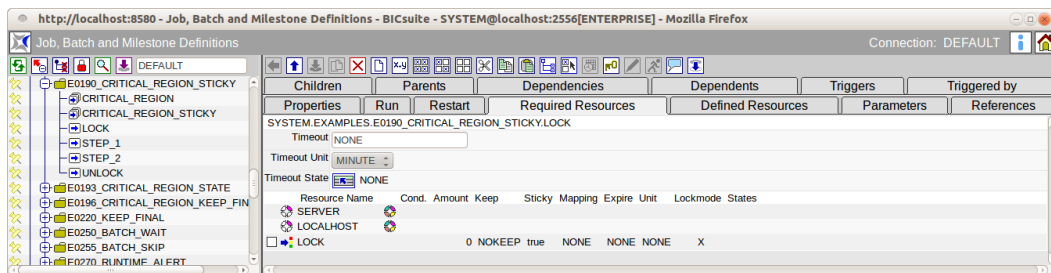 http://localhost:8580 - Job, Batch and Milestone Definitions - BICsuite - SYSTEM@localhost:2556[ENTERPRISE] - Mozilla Firefox
Job, Batch and Milestone Definitions Connection: DEFAULT
DEFAULT
E0190_CRITICAL_REGION_STICKY
CRITICAL_REGION
CRITICAL_REGION_STICKY
LOCK
STEP_1
STEP_2
UNLOCK
E0193_CRITICAL_REGION_STATE
E0196_CRITICAL_REGION_KEEP_FIN
E0220_KEEP_FINAL
E0250_BATCH_WAIT
E0255_BATCH_SKIP
E0270_RUNTIME_ALERT
Children Parents Dependencies Dependents Triggers Triggered by
Properties Run Restart Required Resources Defined Resources Parameters References
SYSTEM.EXAMPLES.E0190_CRITICAL_REGION_STICKY.LOCK
Timeout NONE
Timeout Unit MINUTE
Timeout State NONE
Resource Name Cond. Amount Keep Sticky Mapping Expire Unit Lockmode States
SERVER
LOCALHOST
LOCK 0 NOKEEP true NONE NONE NONE X